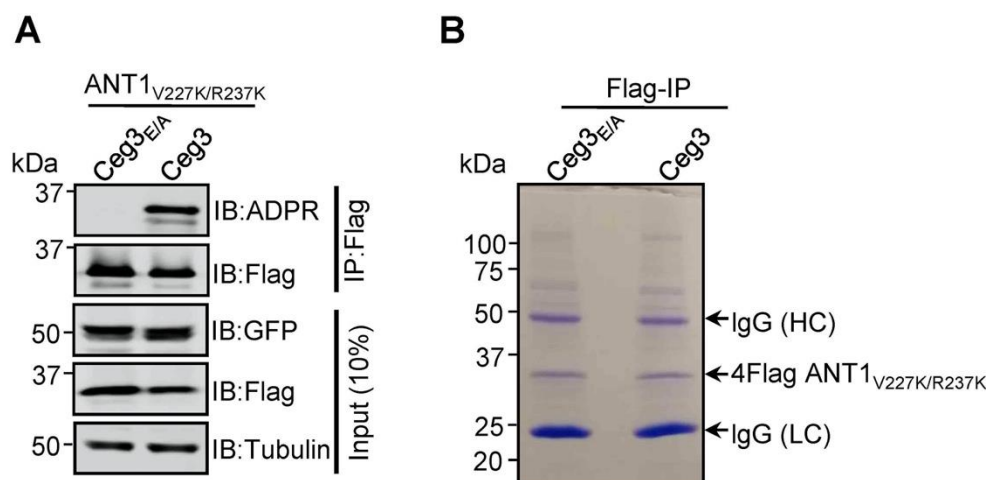 A
ANT1V227K/R237K
kDa
Ceg3E/A
Ceg3
37
IB:ADPR
37
IB:Flag
IP:Flag
50
IB:GFP
37
IB:Flag
50
IB:Tubulin
Input (10%)
B
Flag-IP
kDa
Ceg3E/A
Ceg3
100
75
50
IgG (HC)
37
4Flag ANT1V227K/R237K
25
IgG (LC)
20